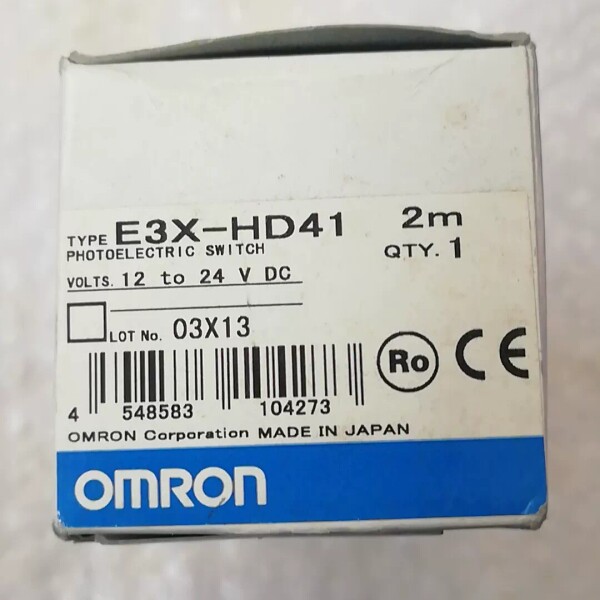 TYPE E3X-HD41 2m
PHOTOELECTRIC SWITCH QTY. 1
VOLTS. 12 to 24 V DC
LOT No. 03X13
Ro CE
4 548583 104273
OMRON Corporation MADE IN JAPAN
OMRON